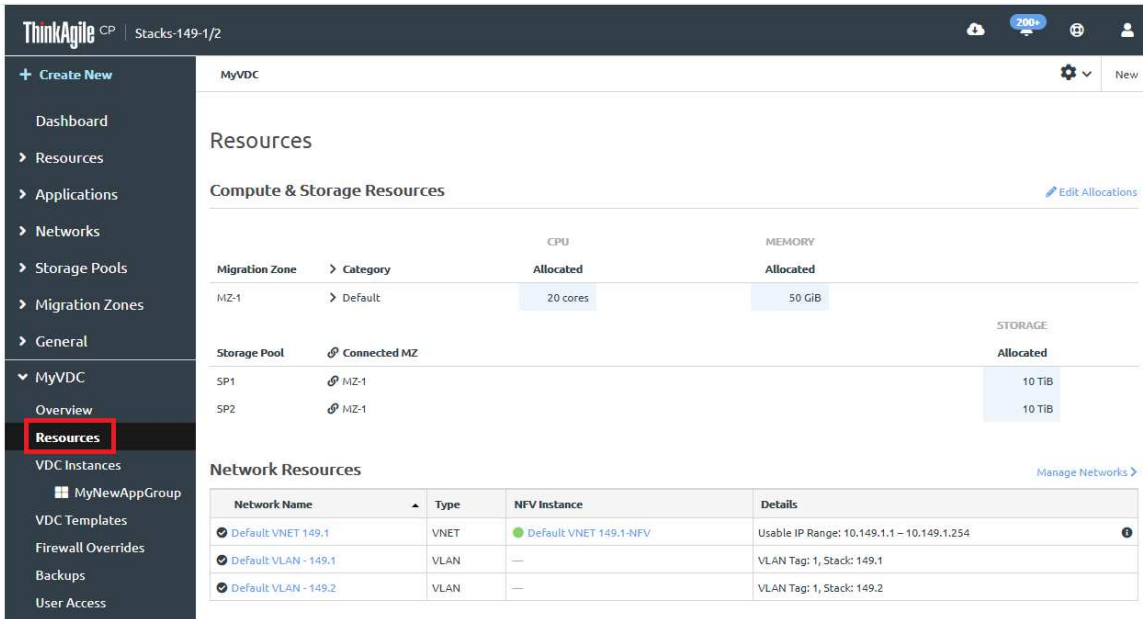 ThinkAgile CP | Stacks-149-1/2
200+
+ Create New
MyVDC
New
Dashboard
Resources
Applications
Networks
Storage Pools
Migration Zones
General
MyVDC
Overview
Resources
VDC Instances
MyNewAppGroup
VDC Templates
Firewall Overrides
Backups
User Access
Resources
Compute & Storage Resources
Edit Allocations
CPU MEMORY
Migration Zone Category Allocated Allocated
MZ-1 Default 20 cores 50 GiB
STORAGE
Storage Pool Connected MZ Allocated
SP1 MZ-1 10 TiB
SP2 MZ-1 10 TiB
Network Resources
Manage Networks
Network Name Type NFV Instance Details
Default VNET 149.1 VNET Default VNET 149.1-NFV Usable IP Range: 10.149.1.1 – 10.149.1.254
Default VLAN - 149.1 VLAN — VLAN Tag: 1, Stack: 149.1
Default VLAN - 149.2 VLAN — VLAN Tag: 1, Stack: 149.2